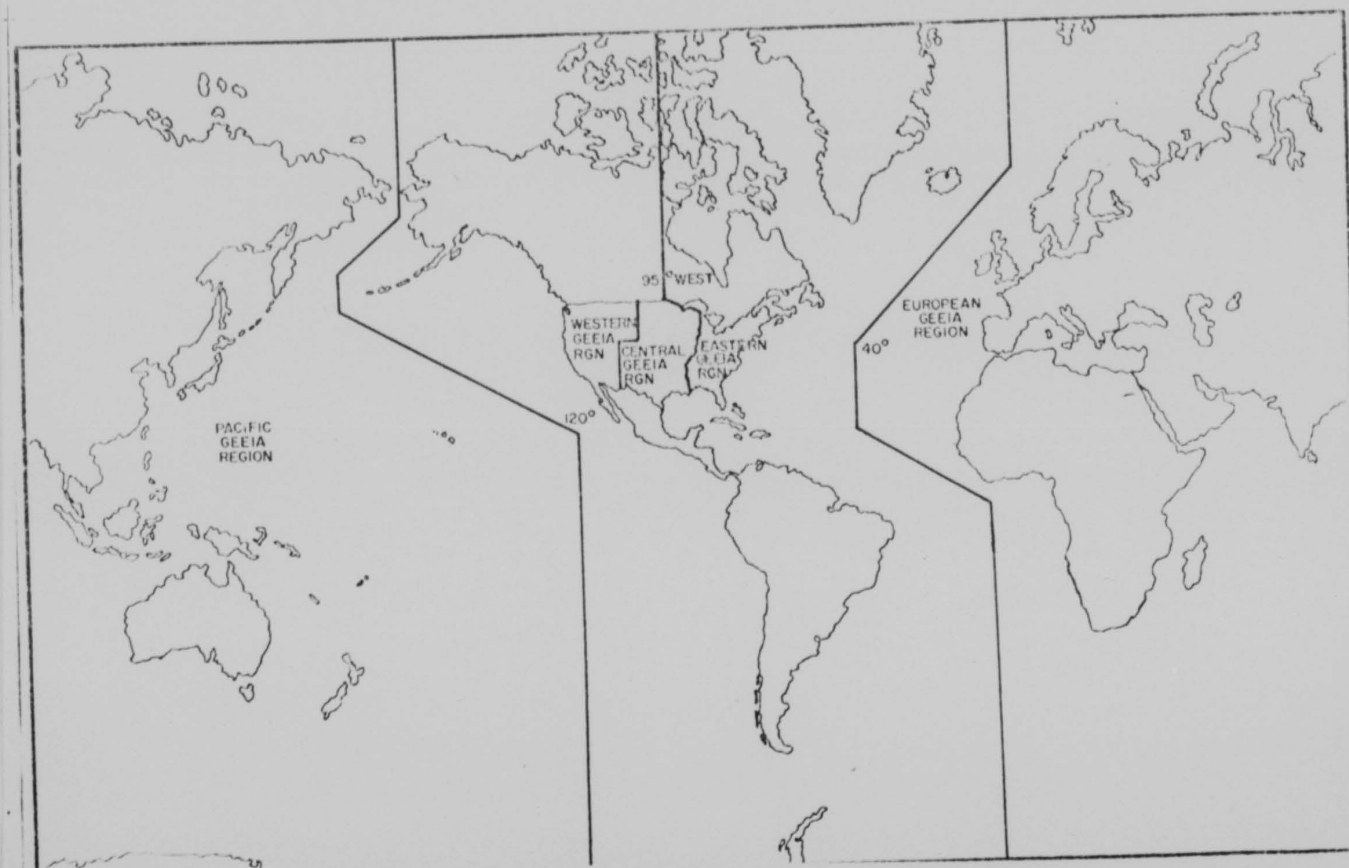 95° WEST
WESTERN
GEEIA
RGN
CENTRAL
GEEIA
RGN
EASTERN
GEEIA
RGN
EUROPEAN
GEEIA
REGION
40°
120°
PACIFIC
GEEIA
REGION